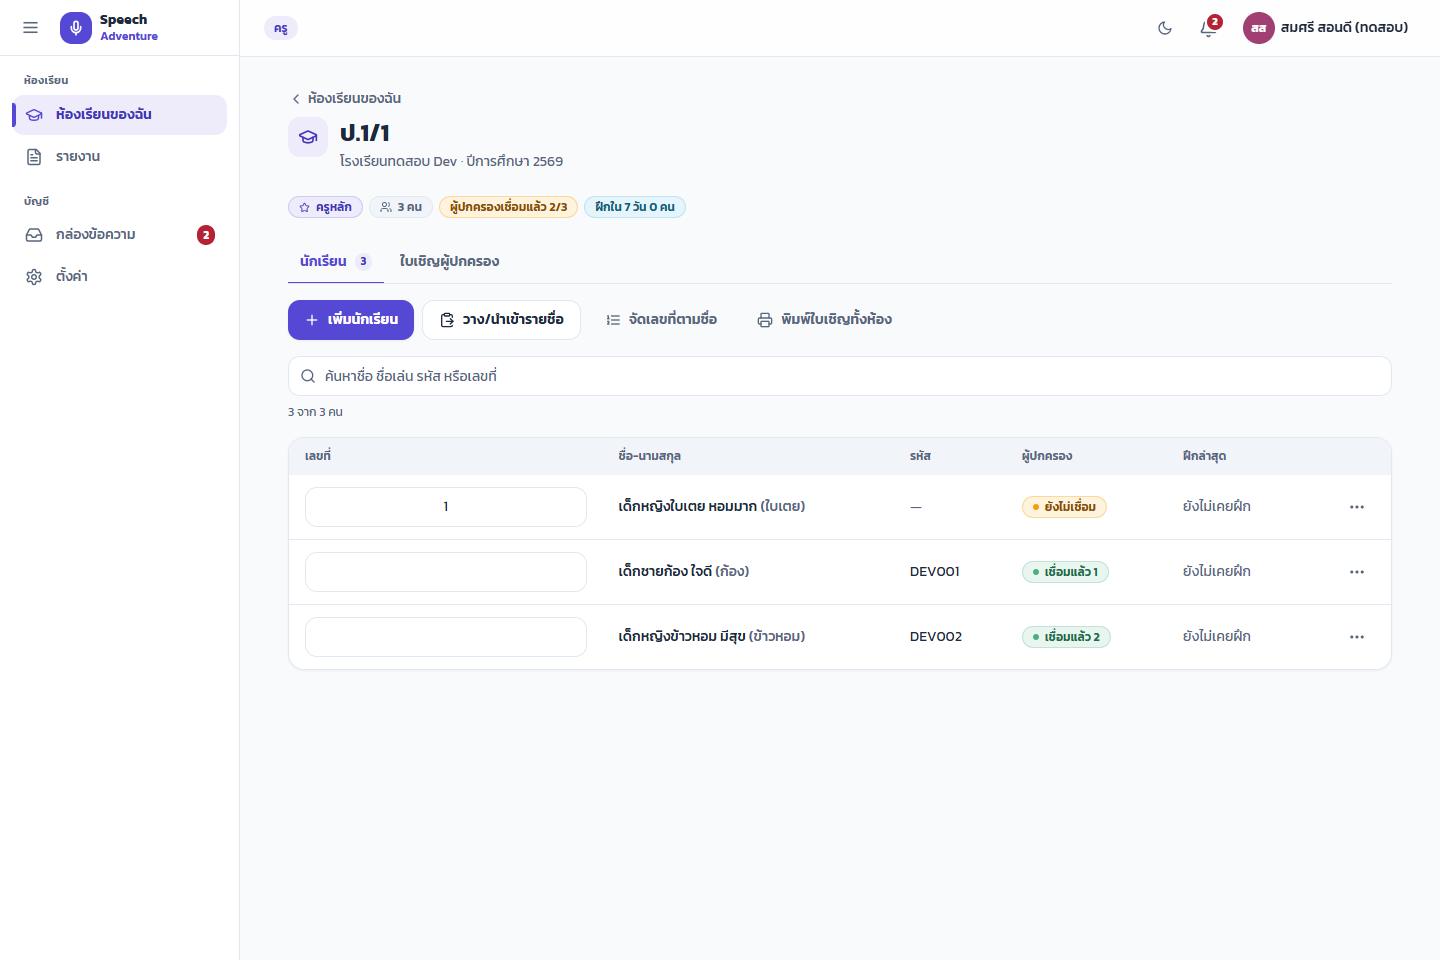 Speech
Adventure
ห้องเรียน
ห้องเรียนของฉัน
รายงาน
บัญชี
กล่องข้อความ 2
ตั้งค่า
ครู
2
สส สมศรี สอนดี (ทดสอบ)
ห้องเรียนของฉัน
ป.1/1
โรงเรียนทดสอบ Dev · ปีการศึกษา 2569
ครูหลัก 3 คน ผู้ปกครองเชื่อมแล้ว 2/3 ฝึกใน 7 วัน 0 คน
นักเรียน 3 ใบเชิญผู้ปกครอง
เพิ่มนักเรียน วาง/นำเข้ารายชื่อ จัดเลขที่ตามชื่อ พิมพ์ใบเชิญทั้งห้อง
ค้นหาชื่อ ชื่อเล่น รหัส หรือเลขที่
3 จาก 3 คน
เลขที่ ชื่อ-นามสกุล รหัส ผู้ปกครอง ฝึกล่าสุด
1 เด็กหญิงใบเตย หอมมาก (ใบเตย) — ยังไม่เชื่อม ยังไม่เคยฝึก
เด็กชายก้อง ใจดี (ก้อง) DEV001 เชื่อมแล้ว 1 ยังไม่เคยฝึก
เด็กหญิงข้าวหอม มีสุข (ข้าวหอม) DEV002 เชื่อมแล้ว 2 ยังไม่เคยฝึก